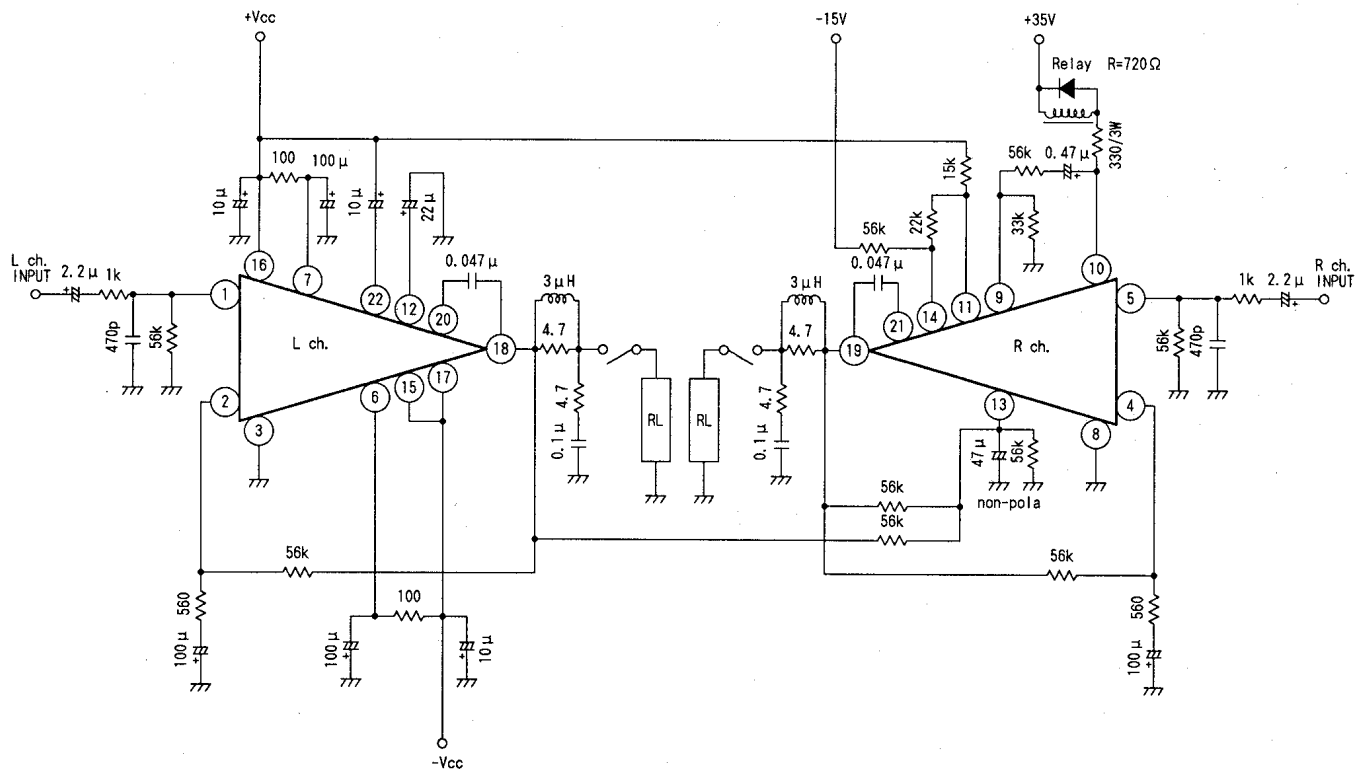 +Vcc
-15V
+35V
Relay R=720Ω
330/3W
56k
0.47μ
100
100μ
10μ
10μ
22μ
15k
22k
33k
56k
0.047μ
0.047μ
L ch.
INPUT
2.2μ
1k
R ch.
INPUT
1k
2.2μ
16
7
22
12
20
18
1
2
3
6
15
17
L ch.
470p
56k
3μH
4.7
4.7
0.1μ
RL
RL
3μH
4.7
4.7
0.1μ
19
21
14
11
9
10
5
4
8
13
R ch.
56k
470p
47μ
56k
non-pola
56k
56k
56k
56k
560
100μ
100
100μ
10μ
560
100μ
-Vcc